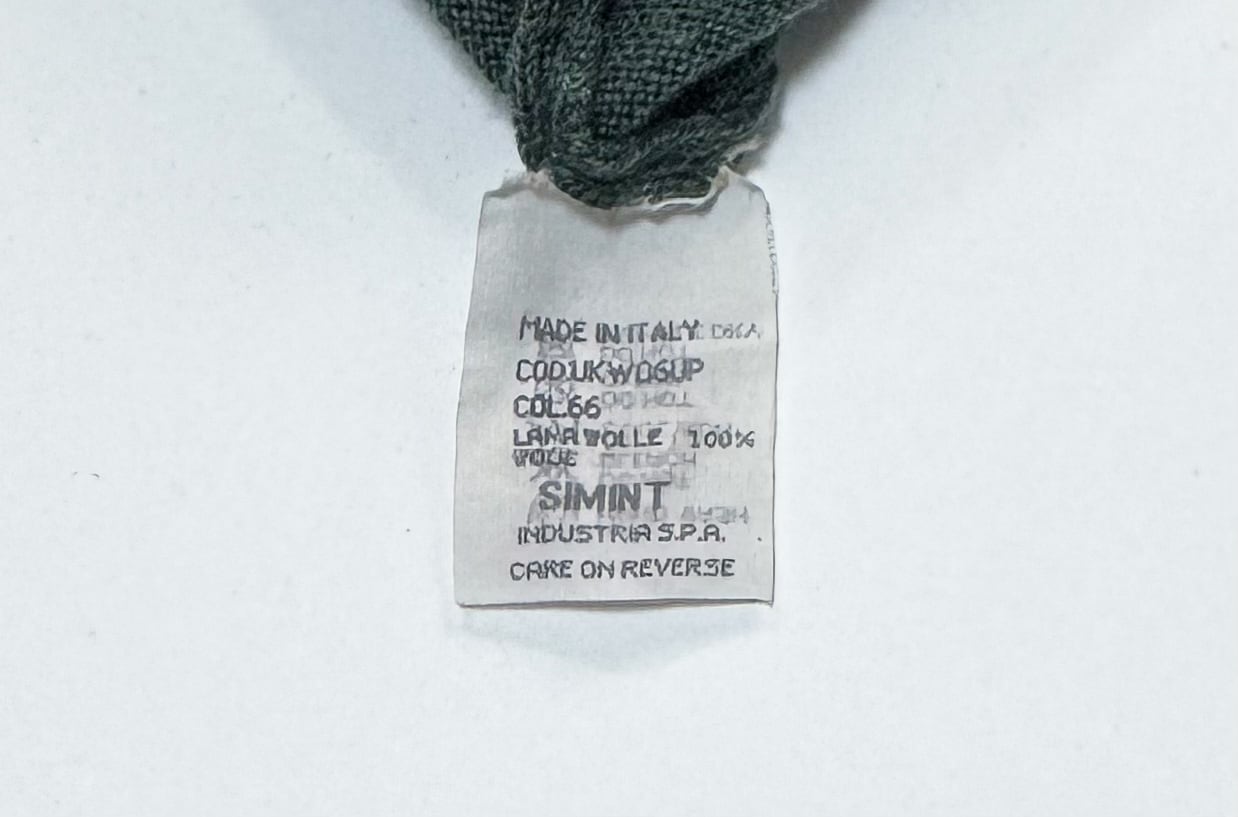 MADE IN ITALY
COD.UKW06UP
COL.66
LANA WOLLE 100%
SIMINT
INDUSTRIA S.P.A.
CARE ON REVERSE